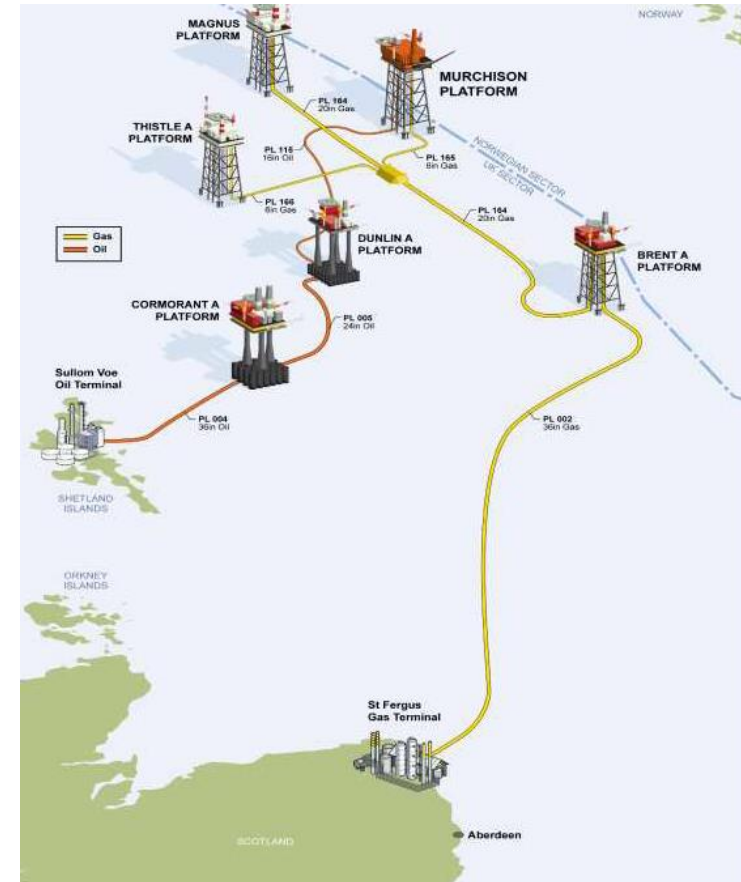 NORWAY
MAGNUS
PLATFORM
MURCHISON
PLATFORM
PL 164
20in Gas
THISTLE A
PLATFORM
PL 115
16in Oil
PL 165
6in Gas
NORWEGIAN SECTOR
UK SECTOR
PL 166
6in Gas
PL 164
20in Gas
Gas
Oil
DUNLIN A
PLATFORM
BRENT A
PLATFORM
CORMORANT A
PLATFORM
PL 005
24in Oil
Sullom Voe
Oil Terminal
PL 004
36in Oil
PL 002
36in Gas
SHETLAND
ISLANDS
ORKNEY
ISLANDS
St Fergus
Gas Terminal
Aberdeen
SCOTLAND